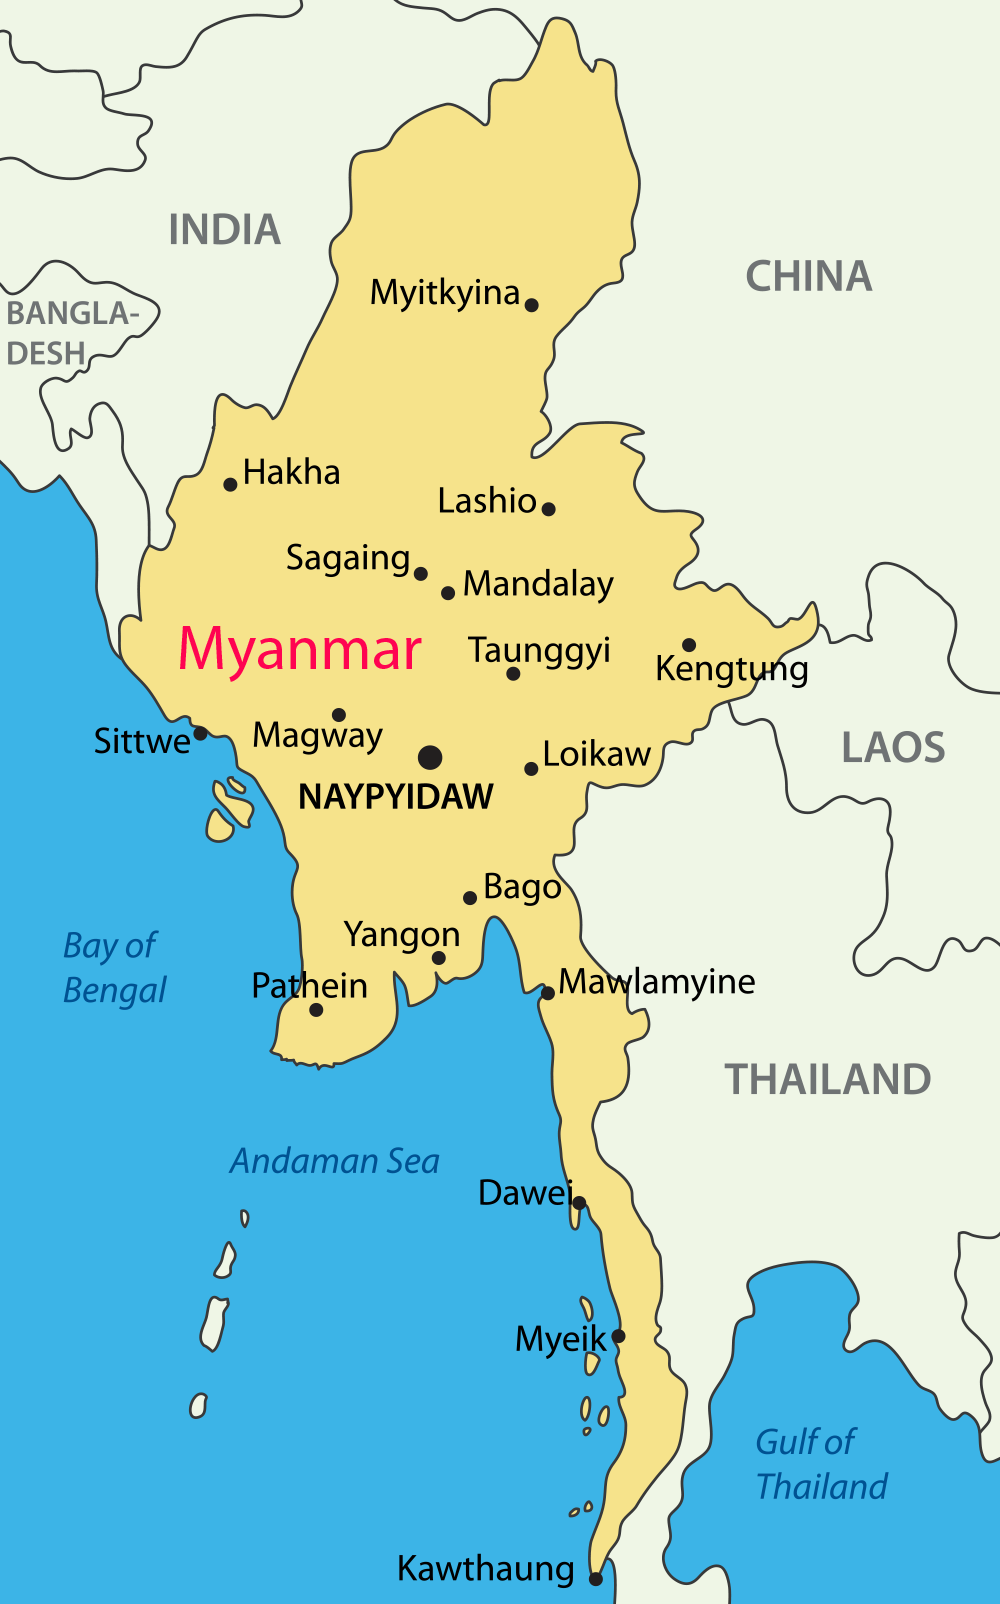 INDIA
CHINA
Myitkyina
BANGLA-
DESH
Hakha
Lashio
Sagaing
Mandalay
Myanmar
Taunggyi
Kengtung
Sittwe
Magway
Loikaw
LAOS
NAYPYIDAW
Bago
Yangon
Bay of
Bengal
Pathein
Mawlamyine
THAILAND
Andaman Sea
Dawei
Myeik
Gulf of
Thailand
Kawthaung